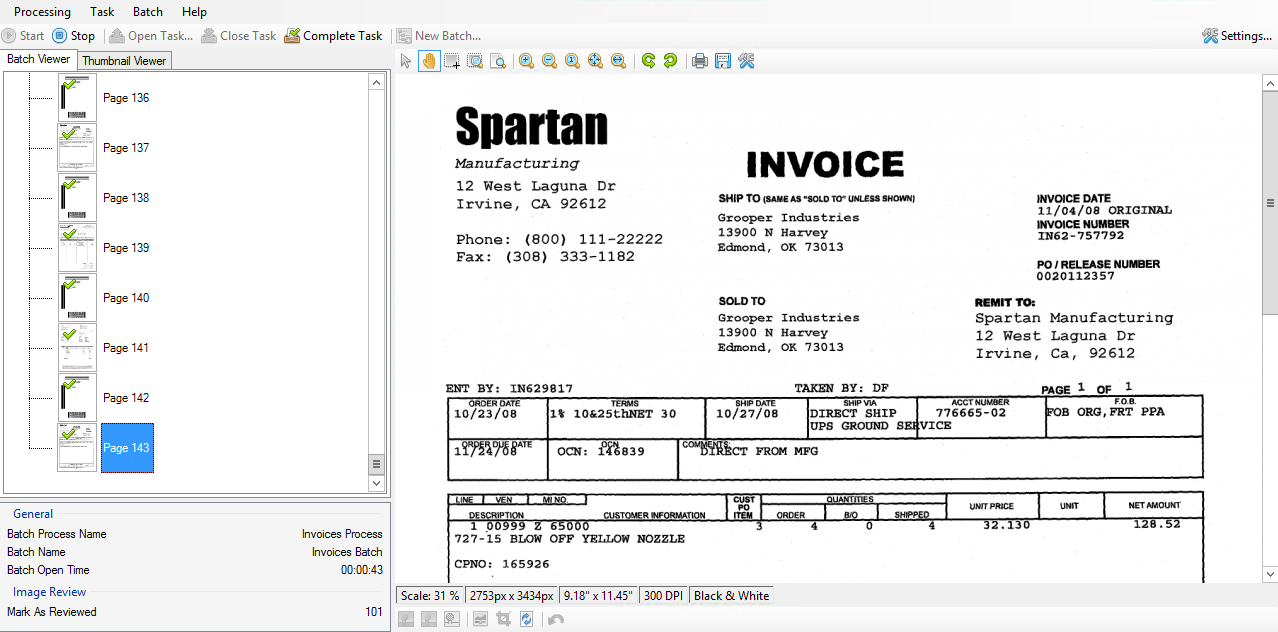 Processing Task Batch Help
Start Stop Open Task... Close Task Complete Task New Batch... Settings...
Batch Viewer Thumbnail Viewer
Page 136
Page 137
Page 138
Page 139
Page 140
Page 141
Page 142
Page 143
General
Batch Process Name Invoices Process
Batch Name Invoices Batch
Batch Open Time 00:00:43
Image Review
Mark As Reviewed 101
Spartan
Manufacturing
12 West Laguna Dr
Irvine, CA 92612
Phone: (800) 111-22222
Fax: (308) 333-1182
INVOICE
SHIP TO (SAME AS "SOLD TO" UNLESS SHOWN)
Grooper Industries
13900 N Harvey
Edmond, OK 73013
INVOICE DATE
11/04/08 ORIGINAL
INVOICE NUMBER
IN62-757792
PO / RELEASE NUMBER
0020112357
SOLD TO
Grooper Industries
13900 N Harvey
Edmond, OK 73013
REMIT TO:
Spartan Manufacturing
12 West Laguna Dr
Irvine, Ca, 92612
ENT BY: IN629817 TAKEN BY: DF PAGE 1 OF 1
ORDER DATE TERMS SHIP DATE SHIP VIA ACCT NUMBER F.O.B.
10/23/08 1% 10&25thNET 30 10/27/08 DIRECT SHIP 776665-02 FOB ORG,FRT PPA
UPS GROUND SERVICE
ORDER DUE DATE OCN COMMENTS:
11/24/08 OCN: 146839 DIRECT FROM MFG
LINE VEN MI NO. CUST PO ITEM QUANTITIES UNIT PRICE UNIT NET AMOUNT
DESCRIPTION CUSTOMER INFORMATION ORDER B/O SHIPPED
1 00999 Z 65000 3 4 0 4 32.130 128.52
727-15 BLOW OFF YELLOW NOZZLE
CPNO: 165926
Scale: 31 % 2753px x 3434px 9.18" x 11.45" 300 DPI Black & White